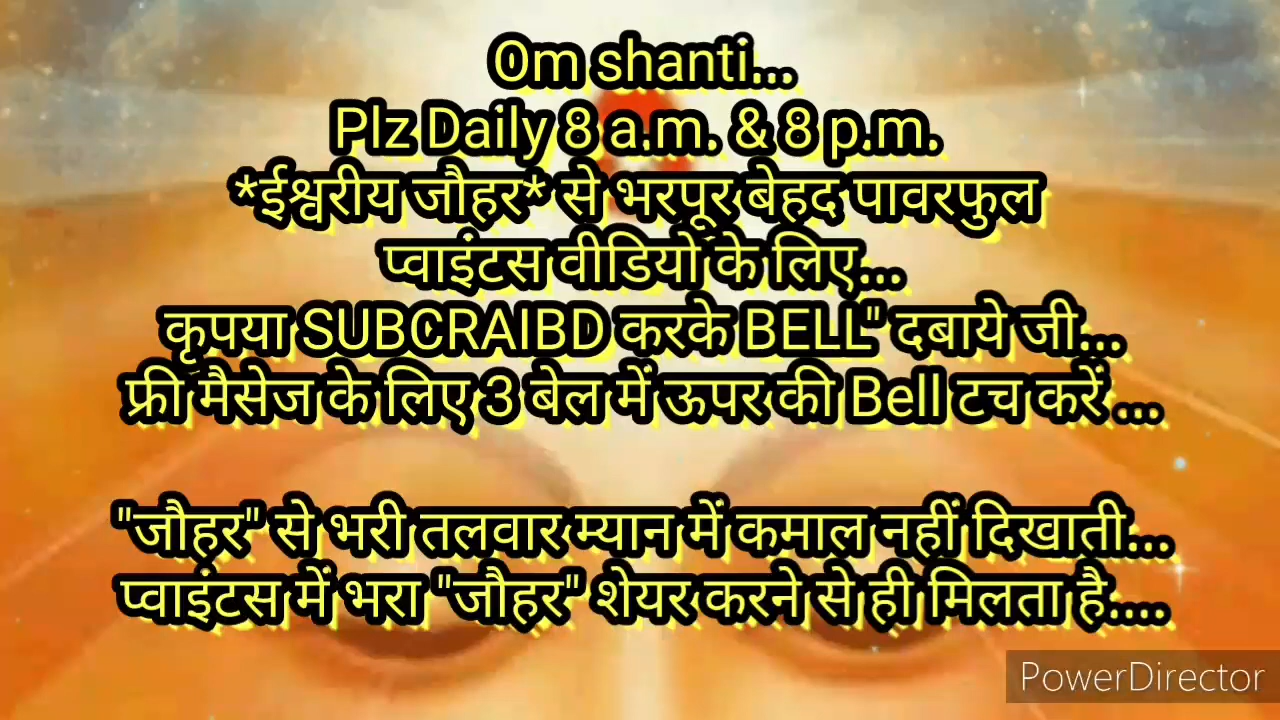 Om shanti...
Plz Daily 8 a.m. & 8 p.m.
*ईश्वरीय जौहर* से भरपूर बेहद पावरफुल
प्वाइंटस वीडियो के लिए...
कृपया SUBCRAIBD करके BELL" दबाये जी...
फ्री मैसेज के लिए 3 बेल में ऊपर की Bell टच करें ...
"जौहर" से भरी तलवार म्यान में कमाल नहीं दिखाती...
प्वाइंटस में भरा "जौहर" शेयर करने से ही मिलता है....
PowerDirector